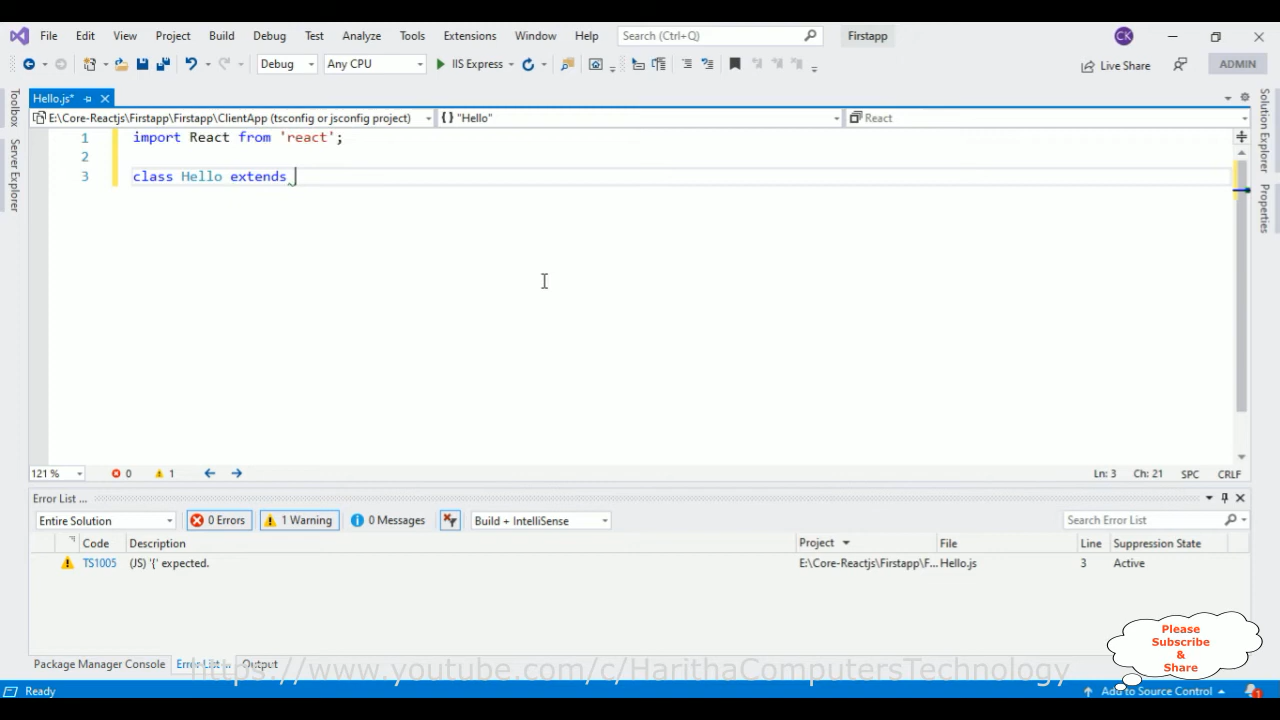 File Edit View Project Build Debug Test Analyze Tools Extensions Window Help Search (Ctrl+Q) Firstapp CK
Debug Any CPU IIS Express Live Share ADMIN
Hello.js*
E:\Core-Reactjs\Firstapp\Firstapp\ClientApp (tsconfig or jsconfig project) {} "Hello" React
Toolbox
Server Explorer
Solution Explorer
Properties
1 import React from 'react';
2
3 class Hello extends
121 % 0 1 Ln: 3 Ch: 21 SPC CRLF
Error List ...
Entire Solution 0 Errors 1 Warning 0 Messages Build + IntelliSense Search Error List
Code Description Project File Line Suppression State
TS1005 (JS) '{' expected. E:\Core-Reactjs\Firstapp\F... Hello.js 3 Active
Please
Subscribe
&
Share
Package Manager Console Error List ... Output
https://www.youtube.com/c/HarithaComputersTechnology
Ready Add to Source Control 1